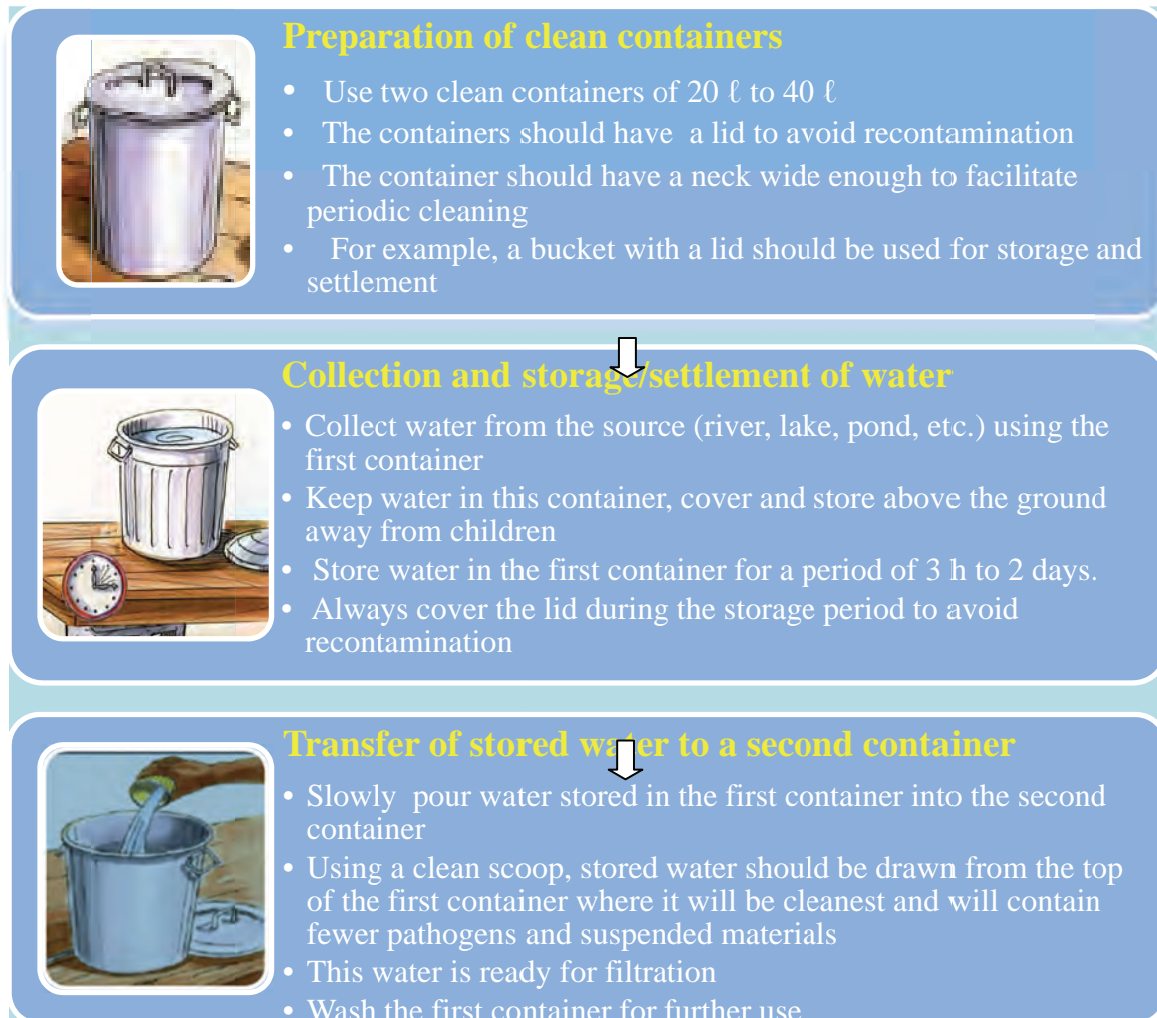 Preparation of clean containers
• Use two clean containers of 20 ℓ to 40 ℓ
• The containers should have a lid to avoid recontamination
• The container should have a neck wide enough to facilitate
periodic cleaning
• For example, a bucket with a lid should be used for storage and
settlement
Collection and storage/settlement of water
• Collect water from the source (river, lake, pond, etc.) using the
first container
• Keep water in this container, cover and store above the ground
away from children
• Store water in the first container for a period of 3 h to 2 days.
• Always cover the lid during the storage period to avoid
recontamination
Transfer of stored water to a second container
• Slowly pour water stored in the first container into the second
container
• Using a clean scoop, stored water should be drawn from the top
of the first container where it will be cleanest and will contain
fewer pathogens and suspended materials
• This water is ready for filtration
• Wash the first container for further use